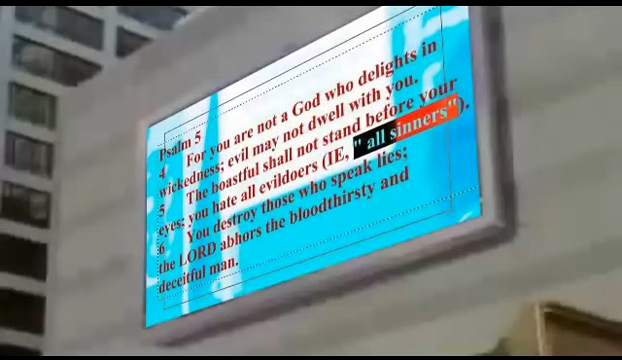 Psalm 5
4 For you are not a God who delights in
wickedness; evil may not dwell with you.
5 The boastful shall not stand before your
eyes; you hate all evildoers (IE, " all sinners").
6 You destroy those who speak lies;
the LORD abhors the bloodthirsty and
deceitful man.